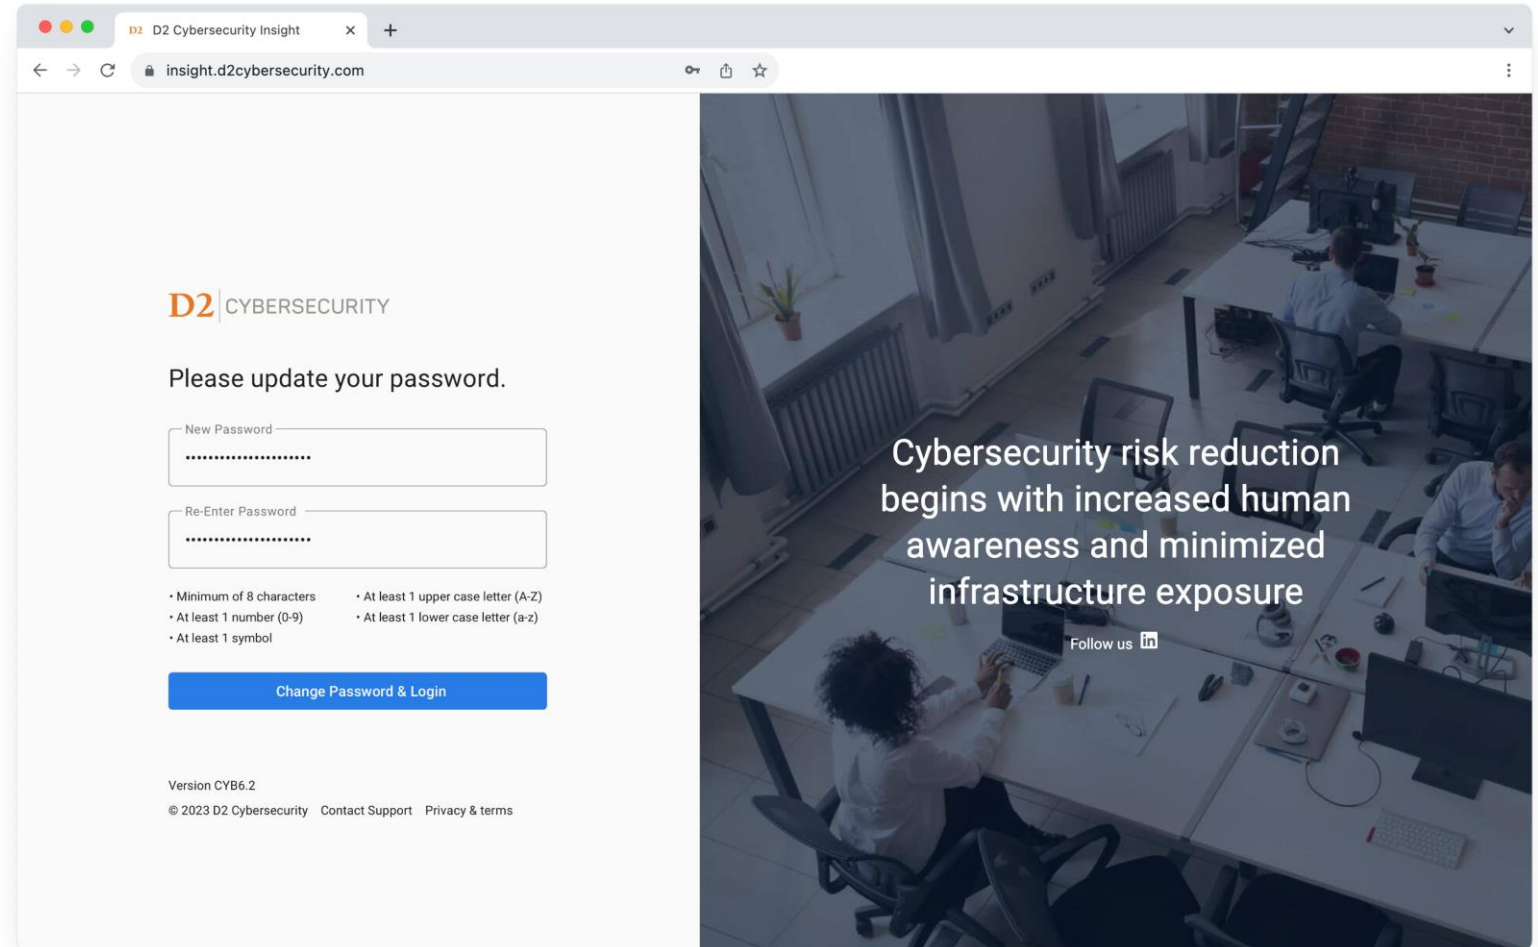 D2 D2 Cybersecurity Insight
insight.d2cybersecurity.com
D2 CYBERSECURITY
Please update your password.
New Password
••••••••••••••••••••••
Re-Enter Password
••••••••••••••••••••••
• Minimum of 8 characters
• At least 1 number (0-9)
• At least 1 symbol
• At least 1 upper case letter (A-Z)
• At least 1 lower case letter (a-z)
Change Password & Login
Version CYB6.2
© 2023 D2 Cybersecurity Contact Support Privacy & terms
Cybersecurity risk reduction
begins with increased human
awareness and minimized
infrastructure exposure
Follow us in